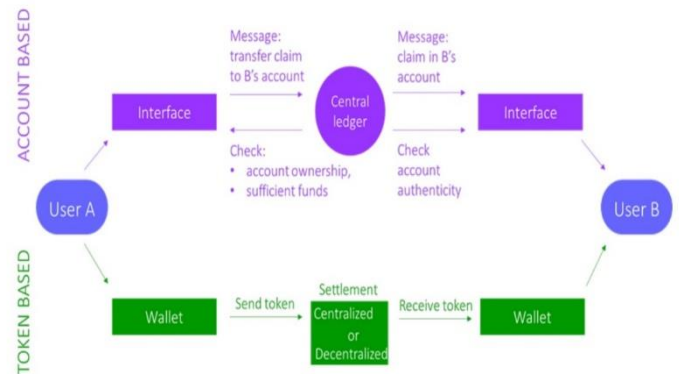 ACCOUNT BASED
Message:
transfer claim
to B's account
Message:
claim in B's
account
Interface
Central
ledger
Interface
Check:
• account ownership,
• sufficient funds
Check
account
authenticity
User A
User B
TOKEN BASED
Wallet
Send token
Settlement
Centralized
or
Decentralized
Receive token
Wallet